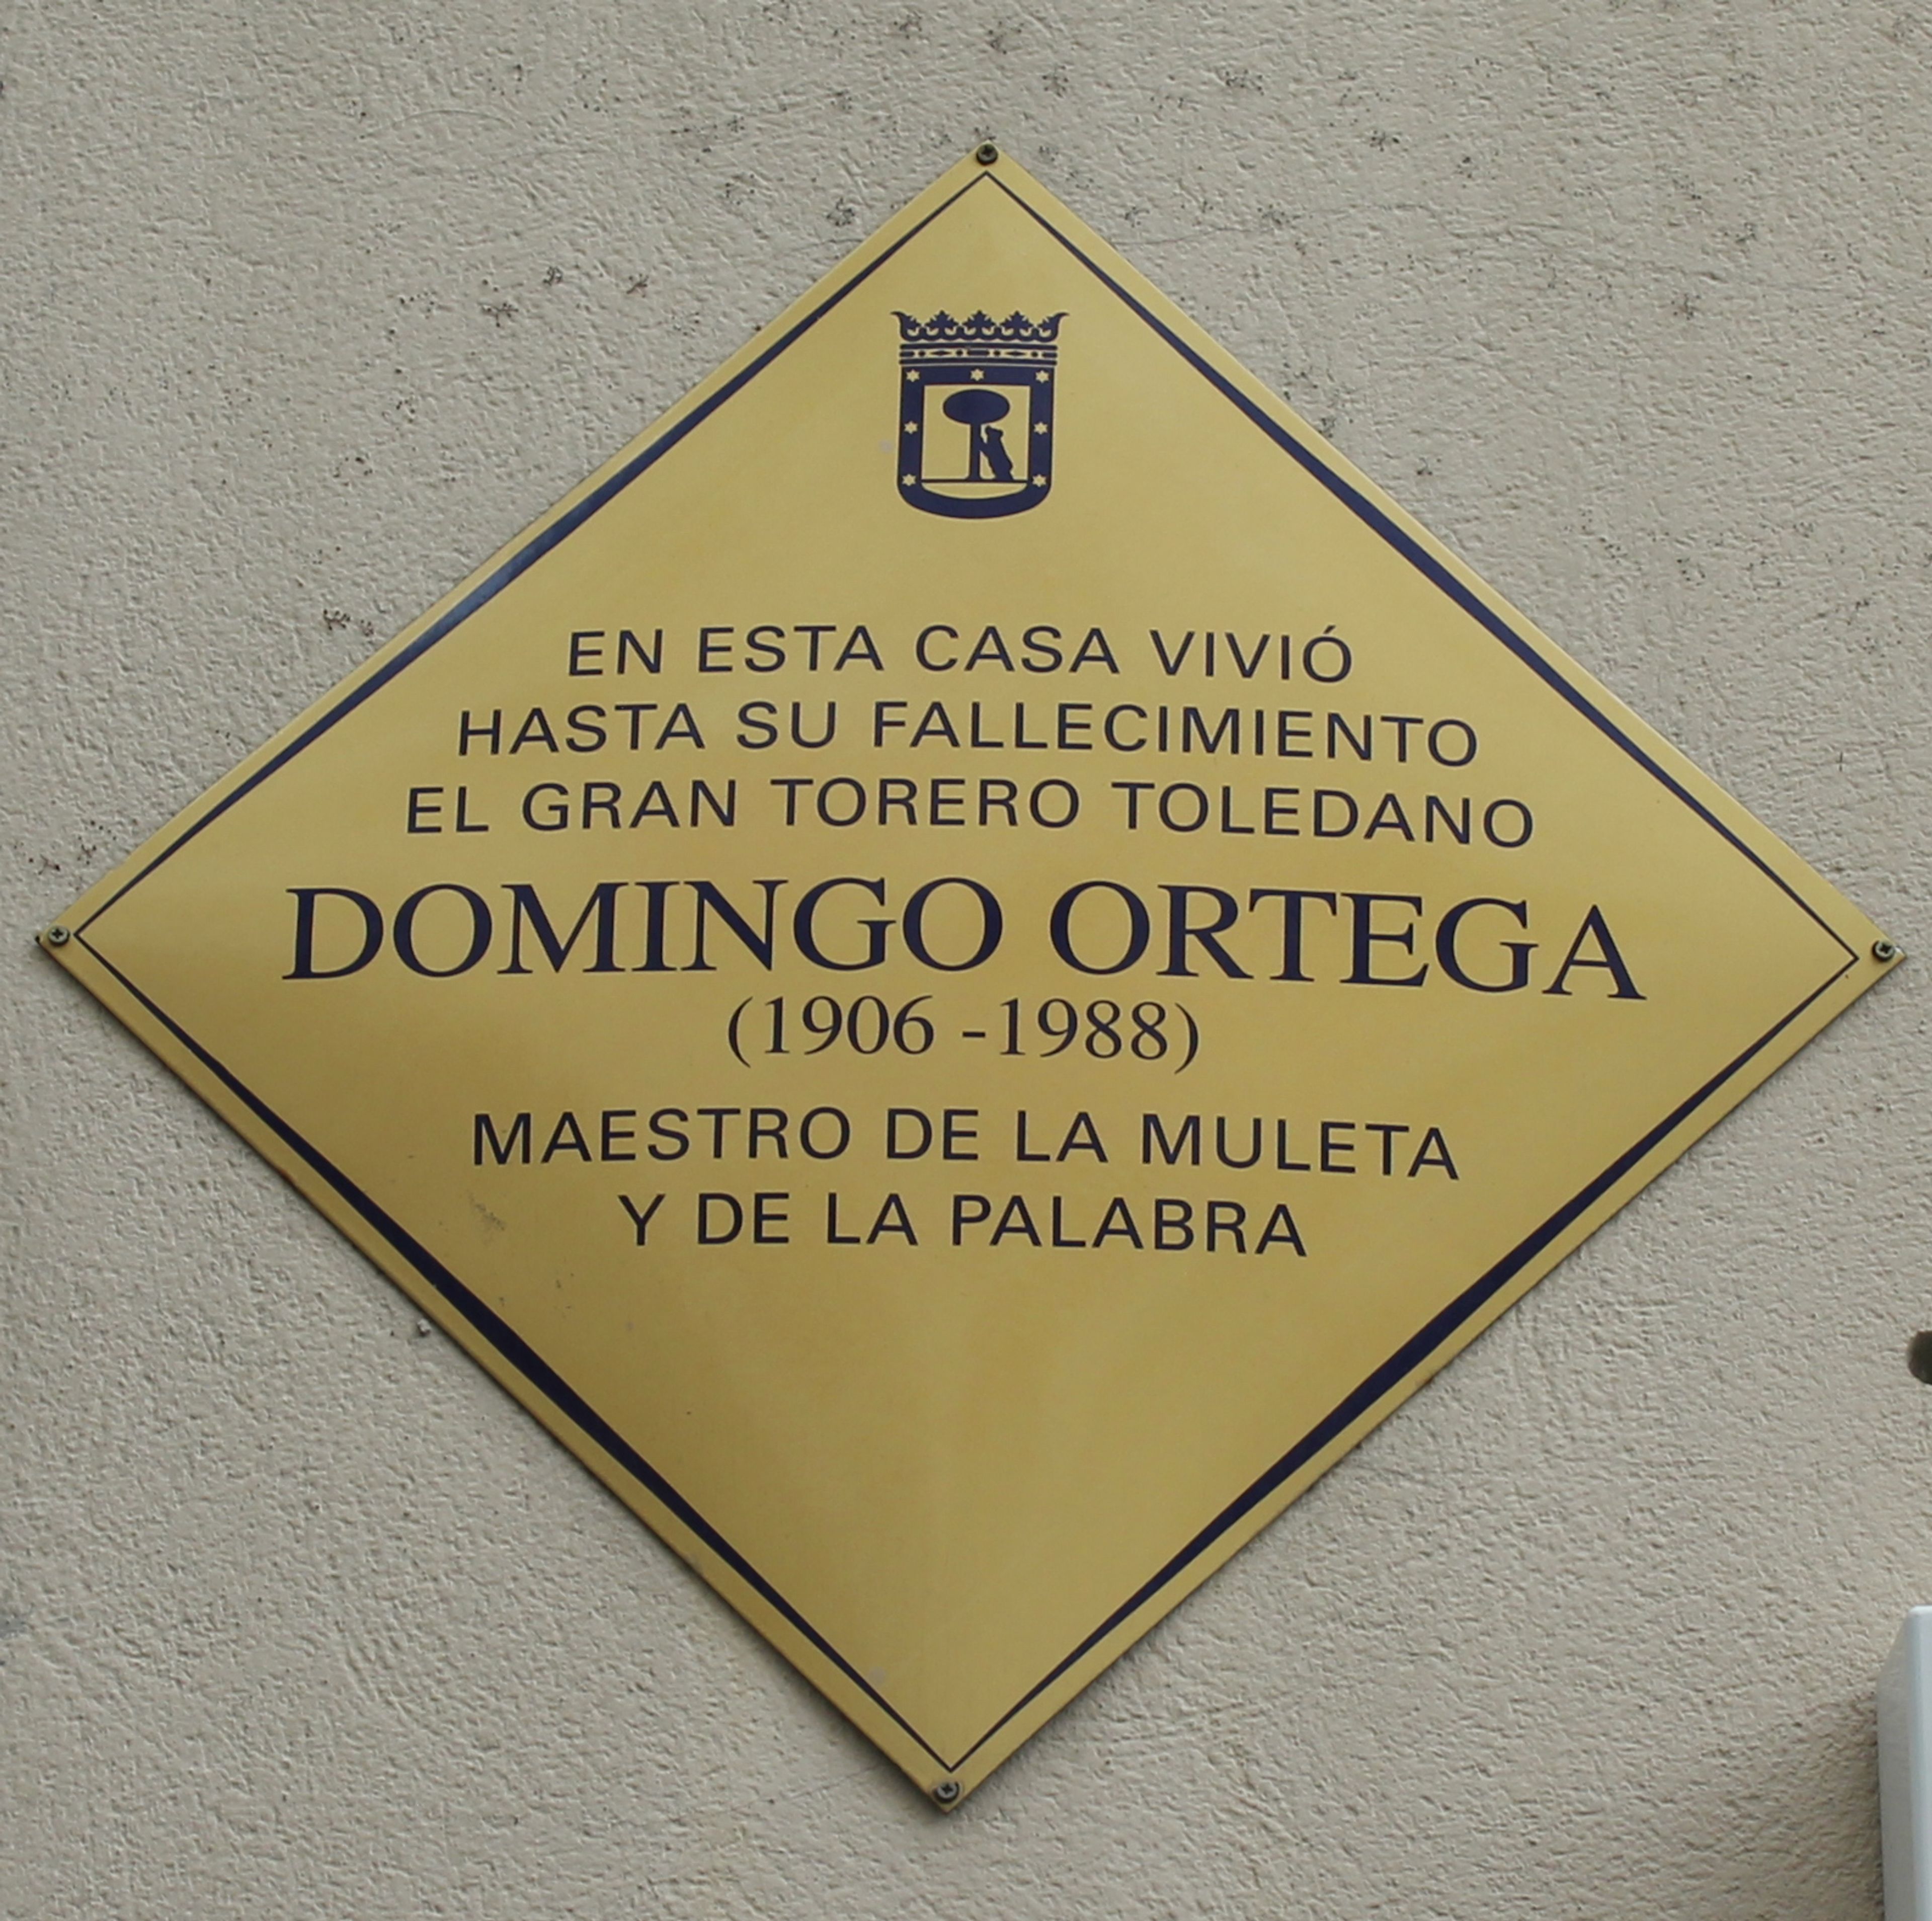 EN ESTA CASA VIVIÓ
HASTA SU FALLECIMIENTO
EL GRAN TORERO TOLEDANO
DOMINGO ORTEGA
(1906 -1988)
MAESTRO DE LA MULETA
Y DE LA PALABRA